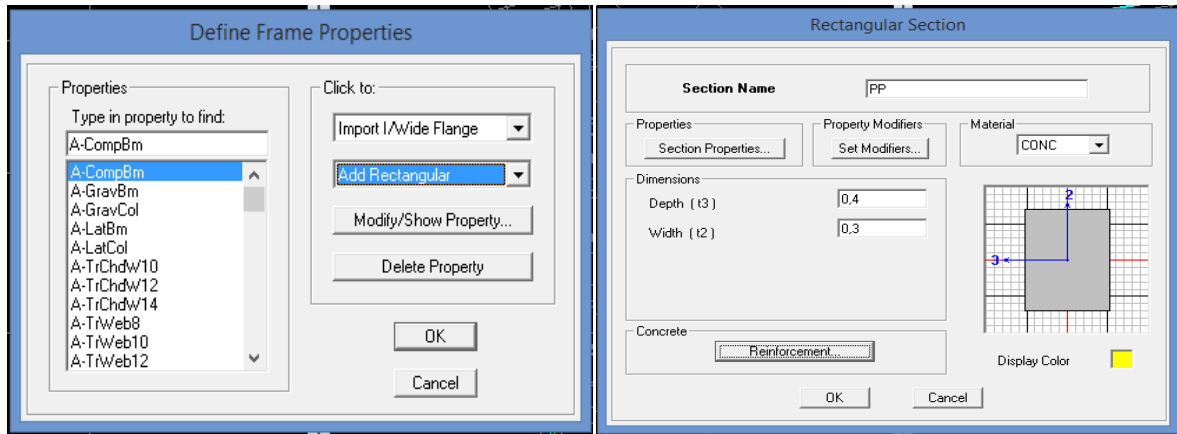 Define Frame Properties
Properties
Type in property to find:
A-CompBm
A-CompBm
A-GravBm
A-GravCol
A-LatBm
A-LatCol
A-TrChdW10
A-TrChdW12
A-TrChdW14
A-TrWeb8
A-TrWeb10
A-TrWeb12
Click to:
Import I/Wide Flange
Add Rectangular
Modify/Show Property...
Delete Property
OK
Cancel
Rectangular Section
Section Name PP
Properties
Section Properties...
Property Modifiers
Set Modifiers...
Material
CONC
Dimensions
Depth ( t3 ) 0,4
Width ( t2 ) 0,3
2
3
Concrete
Reinforcement...
Display Color
OK Cancel